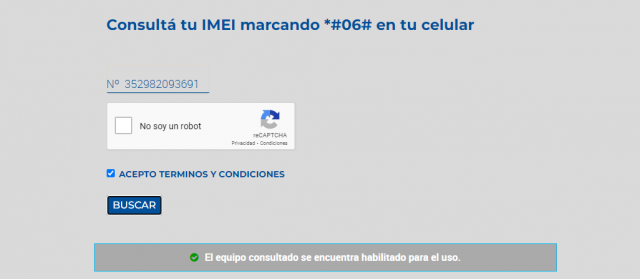 Consultá tu IMEI marcando *#06# en tu celular
Nº 352982093691
No soy un robot
reCAPTCHA
Privacidad - Condiciones
ACEPTO TERMINOS Y CONDICIONES
BUSCAR
El equipo consultado se encuentra habilitado para el uso.